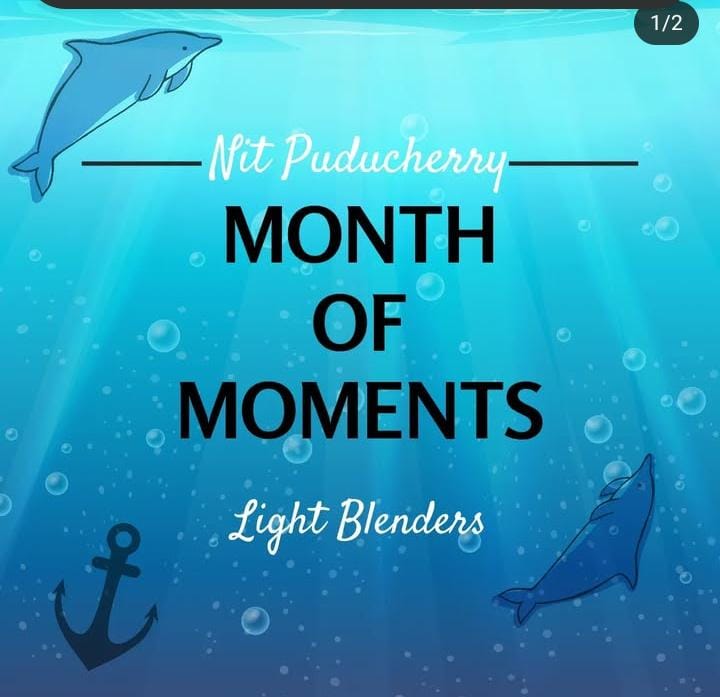 1/2
Nit Puducherry
MONTH
OF
MOMENTS
Light Blenders